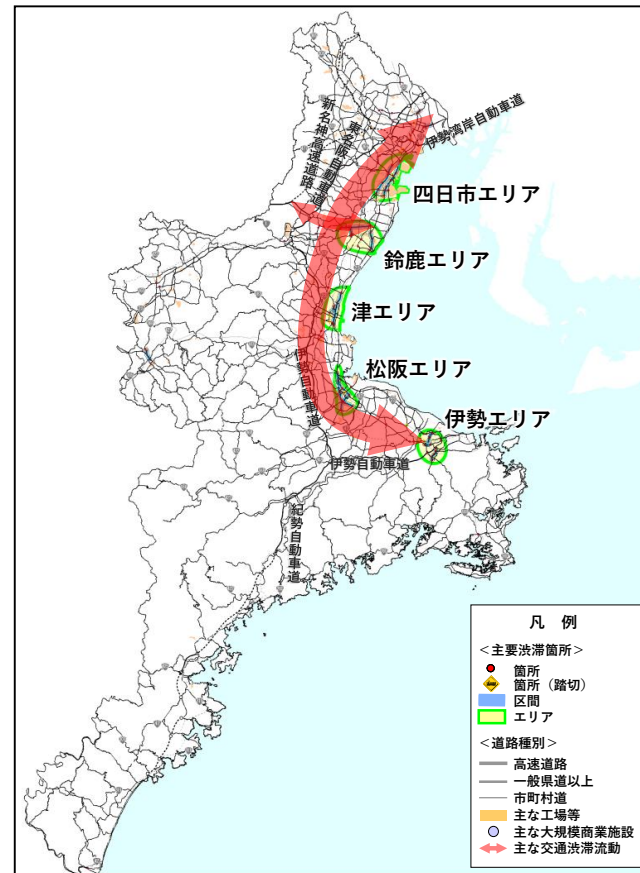 伊勢湾岸自動車道
東名阪自動車道
新名神高速道路
四日市エリア
鈴鹿エリア
津エリア
松阪エリア
伊勢自動車道
伊勢エリア
伊勢自動車道
紀勢自動車道
凡 例
＜主要渋滞箇所＞
箇所
箇所（踏切）
区間
エリア
＜道路種別＞
高速道路
一般県道以上
市町村道
主な工場等
主な大規模商業施設
主な交通渋滞流動